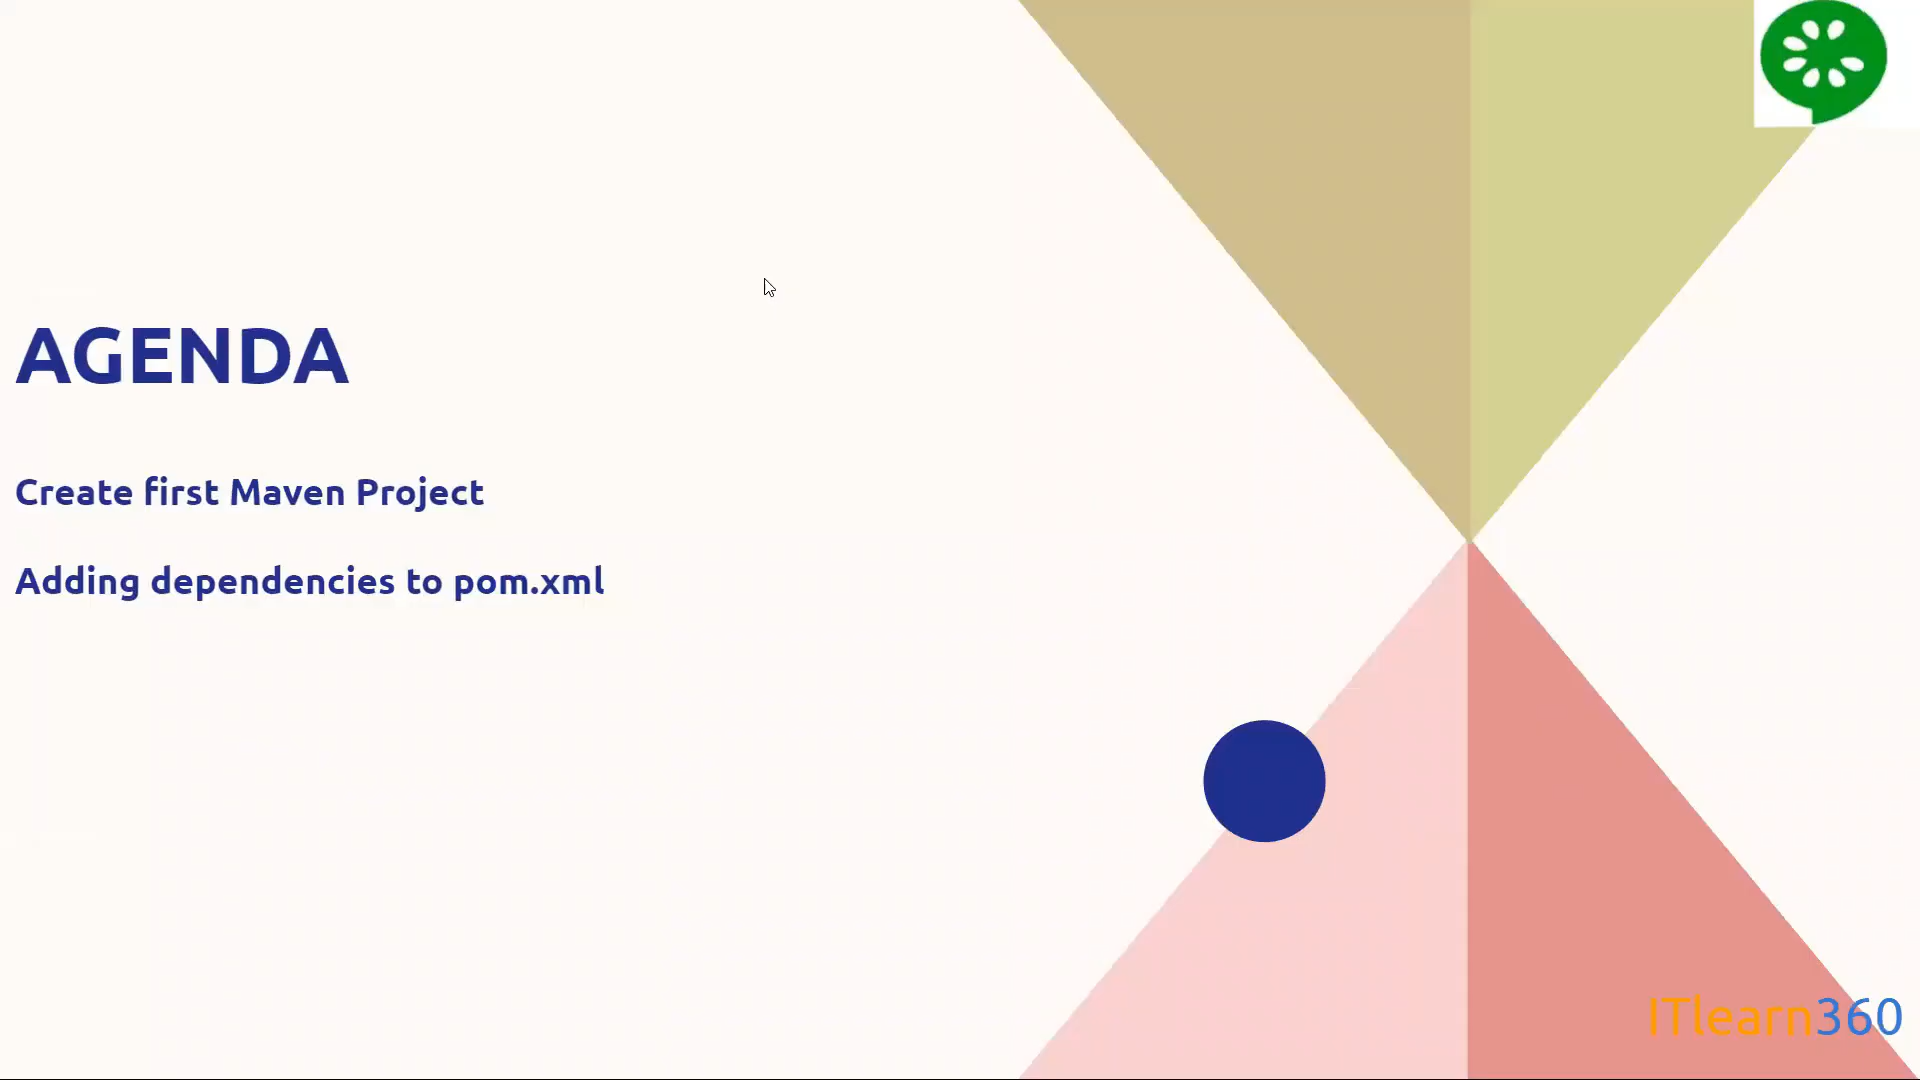 AGENDA
Create first Maven Project
Adding dependencies to pom.xml
ITlearn360